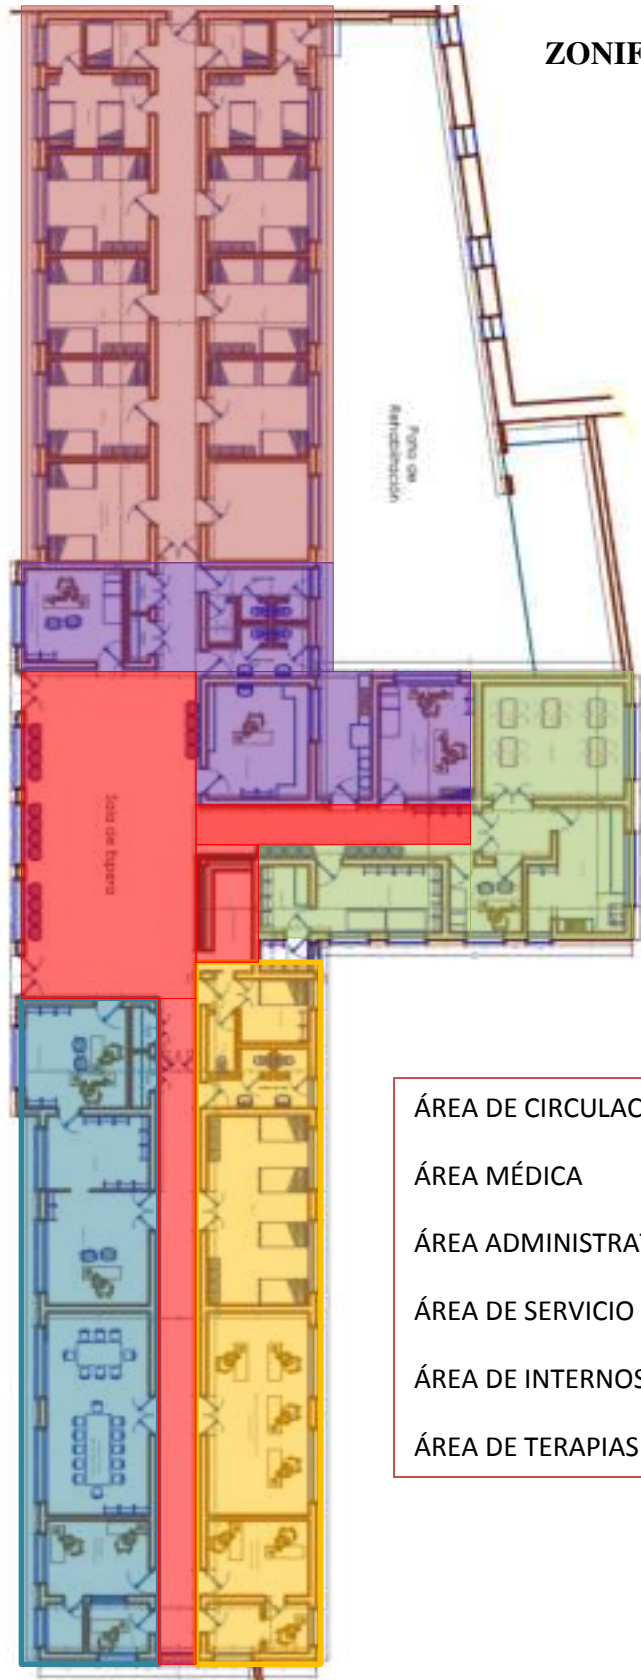 ZONIF
Patio de
Rehabilitación
Sala de Espera
ÁREA DE CIRCULAC
ÁREA MÉDICA
ÁREA ADMINISTRAT
ÁREA DE SERVICIO
ÁREA DE INTERNOS
ÁREA DE TERAPIAS